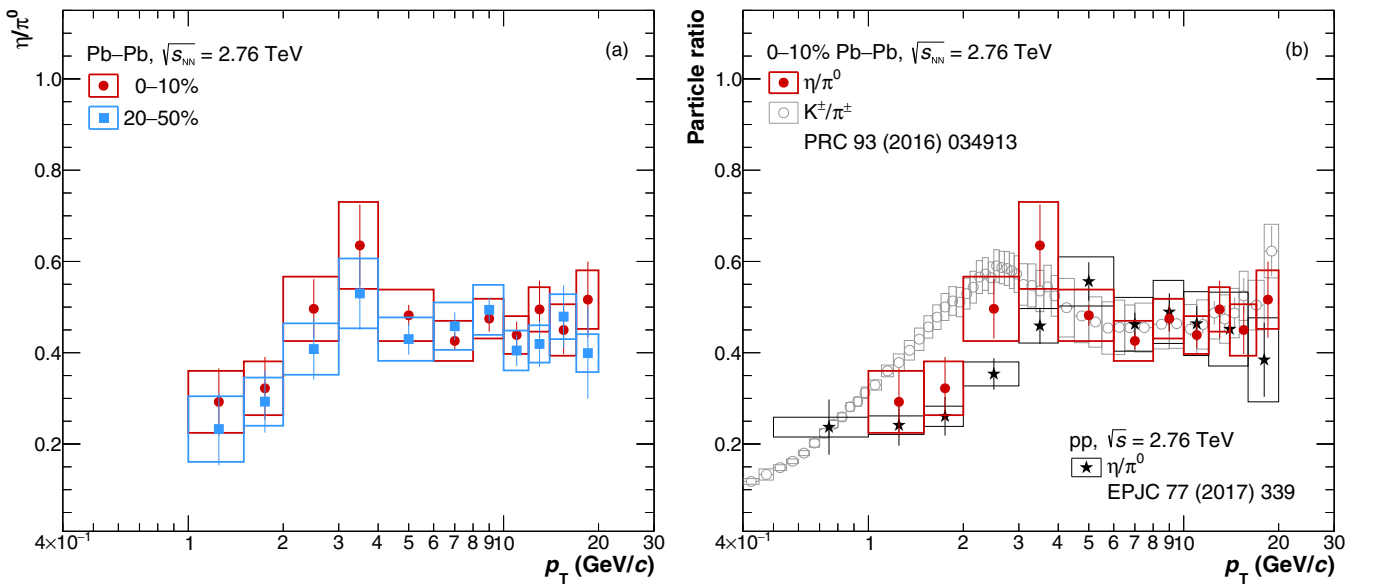 η/π⁰
Pb–Pb, √s_NN = 2.76 TeV
(a)
0–10%
20–50%
1.0
0.8
0.6
0.4
0.2
4×10⁻¹ 1 2 3 4 5 6 7 8 910 20 30
p_T (GeV/c)
Particle ratio
0–10% Pb–Pb, √s_NN = 2.76 TeV
(b)
η/π⁰
K±/π±
PRC 93 (2016) 034913
1.0
0.8
0.6
0.4
0.2
pp, √s = 2.76 TeV
η/π⁰
EPJC 77 (2017) 339
4×10⁻¹ 1 2 3 4 5 6 7 8 910 20 30
p_T (GeV/c)